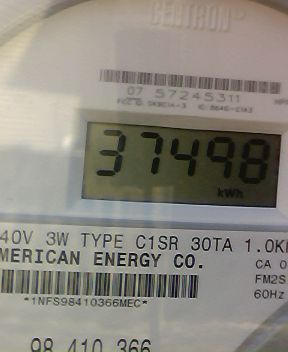 CENTRON
07 57245311
37498
kWh
40V 3W TYPE C1SR 30TA 1.0K
MERICAN ENERGY CO.
CA 0
FM2S
60Hz
*1NFS98410366MEC*
98 410 366